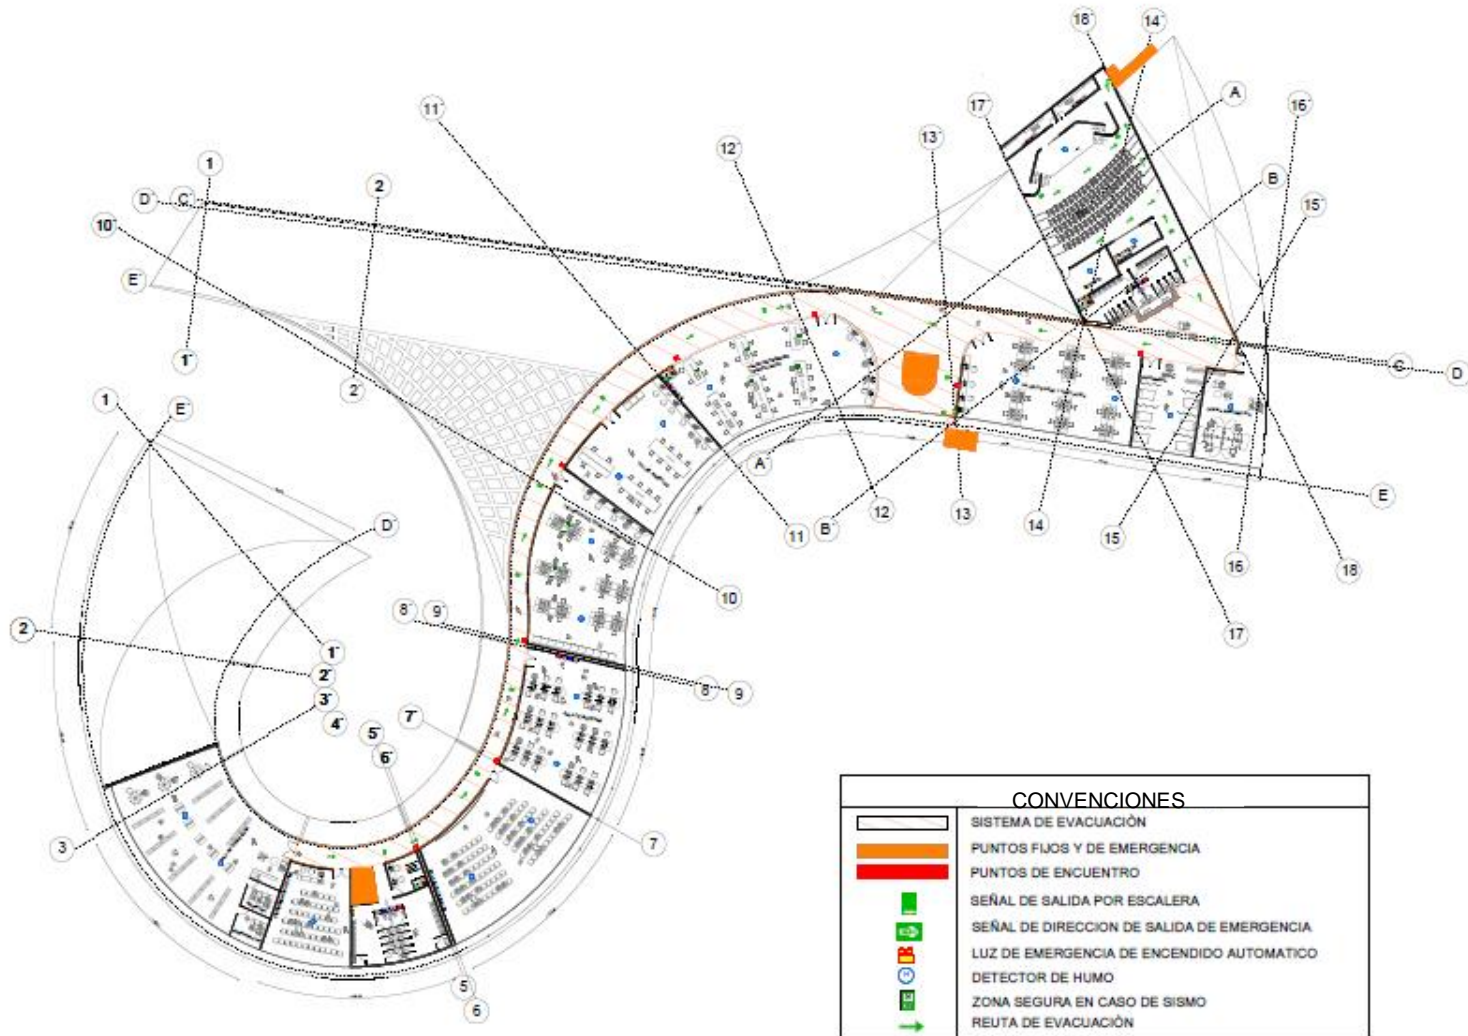 18´
14´
A
11´
17´
16´
12´
13´
1
B
2
D´
C´
15´
10´
E´
1´
C
D
2´
1
E´
A
E
D´
12
B´
13
14
11
15
16
18
10
8´
9´
2
17
1´
2´
8
9
3´
7´
4´
5´
6´
3
7
5
6
CONVENCIONES
SISTEMA DE EVACUACIÓN
PUNTOS FIJOS Y DE EMERGENCIA
PUNTOS DE ENCUENTRO
SEÑAL DE SALIDA POR ESCALERA
SEÑAL DE DIRECCION DE SALIDA DE EMERGENCIA
LUZ DE EMERGENCIA DE ENCENDIDO AUTOMATICO
DETECTOR DE HUMO
ZONA SEGURA EN CASO DE SISMO
REUTA DE EVACUACIÓN